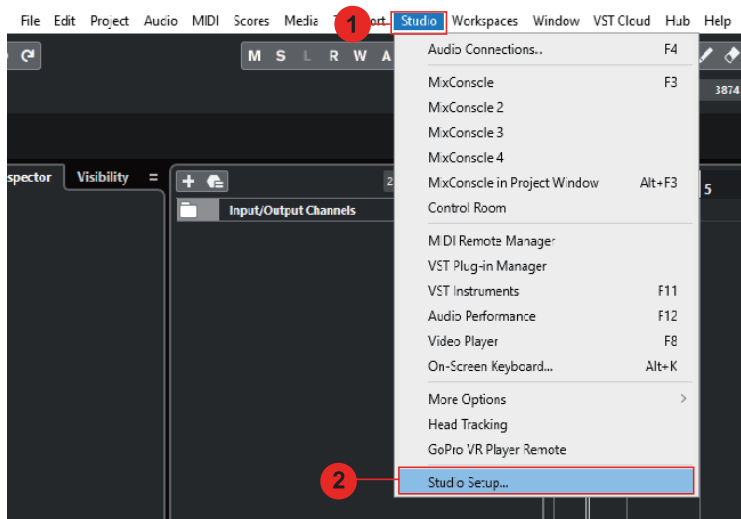 File Edit Project Audio MIDI Scores Media Studio Workspaces Window VST Cloud Hub Help
1
M S L R W A
3874
spector Visibility
2
5
Input/Output Channels
Audio Connections.. F4
MixConsole F3
MixConsole 2
MixConsole 3
MixConsole 4
MixConsole in Project Window Alt+F3
Control Room
MIDI Remote Manager
VST Plug-in Manager
VST Instruments F11
Audio Performance F12
Video Player F8
On-Screen Keyboard... Alt+K
More Options >
Head Tracking
GoPro VR Player Remote
2
Studio Setup...